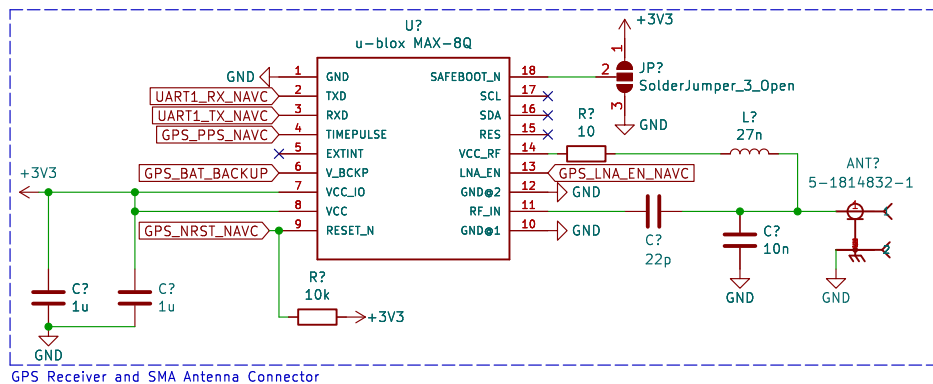 +3V3
U?
u-blox MAX-8Q
GND 1 GND SAFEBOOT_N 18
UART1_RX_NAVC 2 TXD SCL 17
UART1_TX_NAVC 3 RXD SDA 16
GPS_PPS_NAVC 4 TIMEPULSE RES 15
5 EXTINT VCC_RF 14
GPS_BAT_BACKUP 6 V_BCKP LNA_EN 13 GPS_LNA_EN_NAVC
+3V3 7 VCC_IO GND@2 12 GND
8 VCC RF_IN 11
GPS_NRST_NAVC 9 RESET_N GND@1 10 GND
1
2
3
JP?
SolderJumper_3_Open
GND
R?
10
L?
27n
ANT?
5-1814832-1
1
1
2
C?
22p
C?
10n
GND
GND
R?
10k
+3V3
C?
1u
C?
1u
GND
GPS Receiver and SMA Antenna Connector